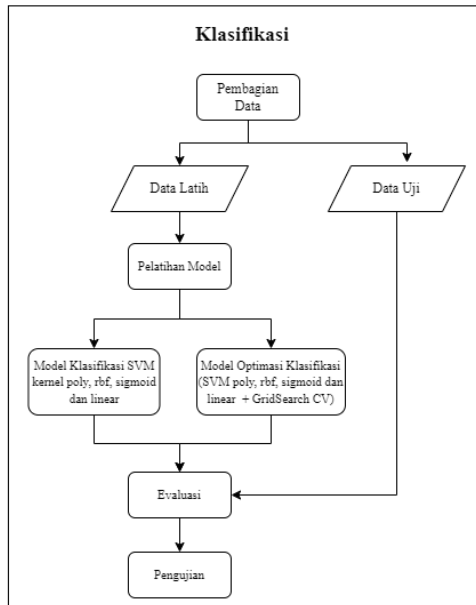 Klasifikasi
Pembagian
Data
Data Latih
Data Uji
Pelatihan Model
Model Klasifikasi SVM
kernel poly, rbf, sigmoid
dan linear
Model Optimasi Klasifikasi
(SVM poly, rbf, sigmoid dan
linear + GridSearch CV)
Evaluasi
Pengujian